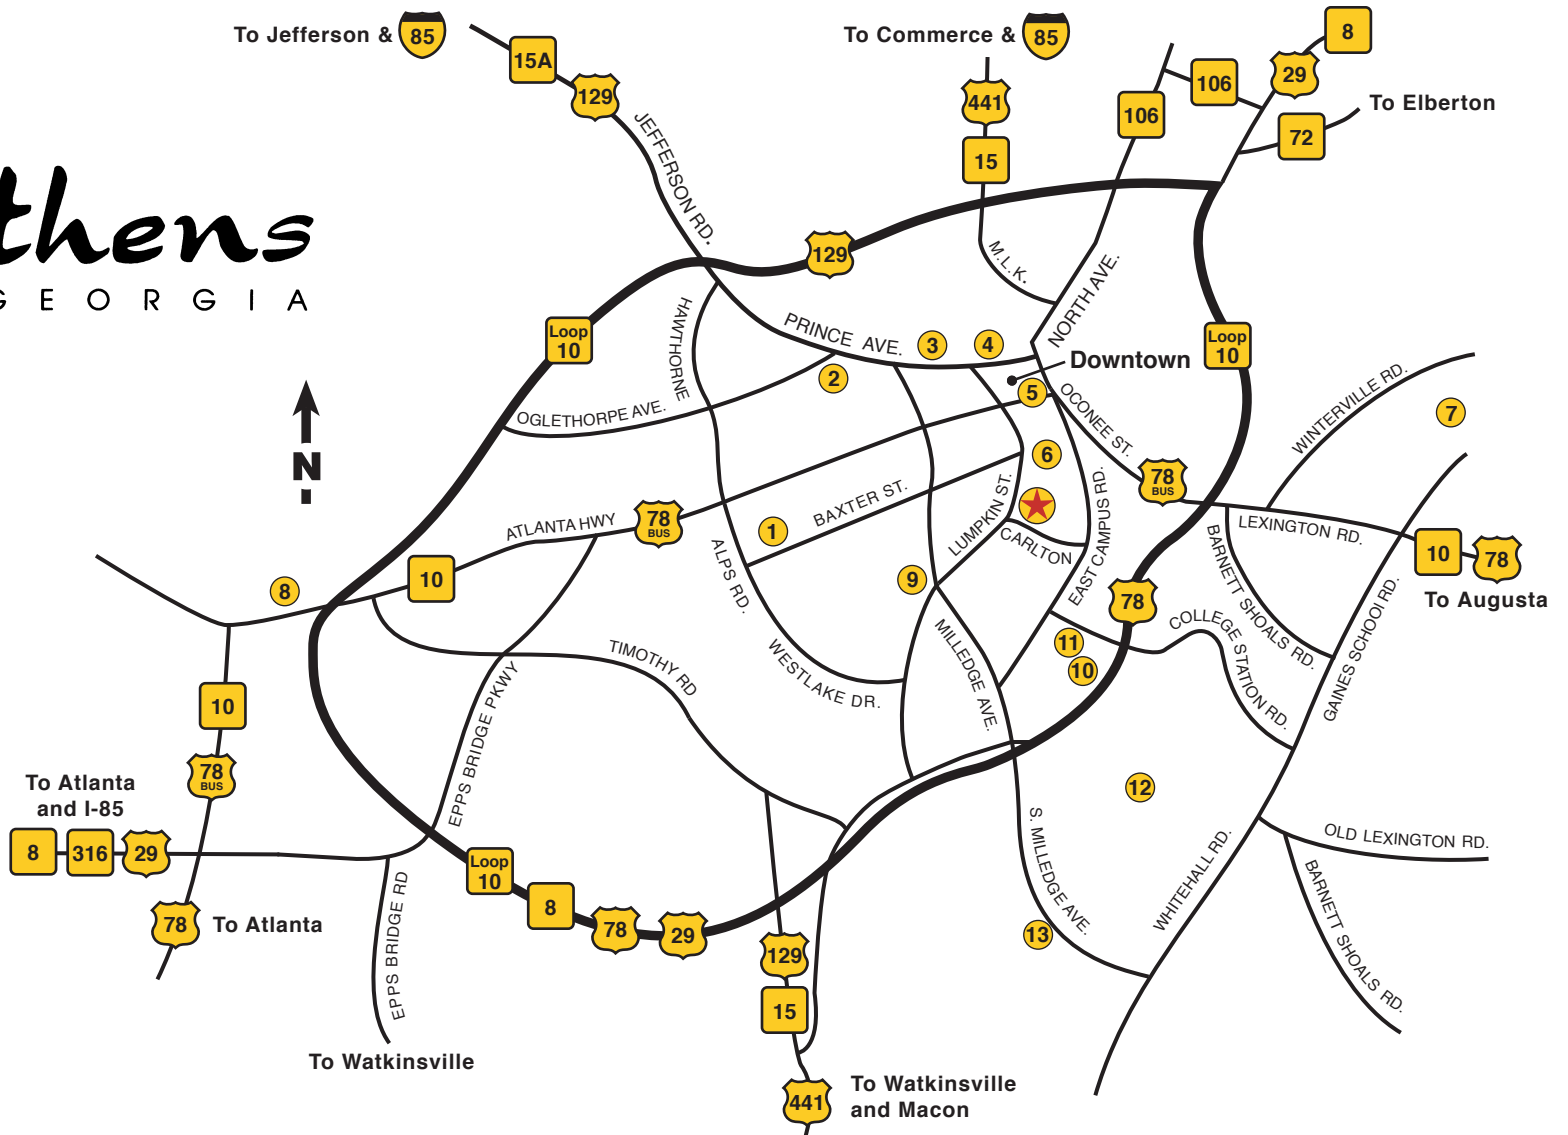 To Jefferson & 85
15A
129
JEFFERSON RD.
To Commerce & 85
441
15
M.L.K.
106
106
8
29
72
To Elberton
thens
GEORGIA
129
Loop
10
HAWTHORNE
PRINCE AVE.
3
4
2
NORTH AVE.
Downtown
5
Loop
10
OGLETHORPE AVE.
OCONEE ST.
WINTERVILLE RD.
7
N
6
78
BUS
ATLANTA HWY
78
BUS
1
BAXTER ST.
LUMPKIN ST.
CARLTON
EAST CAMPUS RD.
LEXINGTON RD.
10
78
To Augusta
8
10
ALPS RD.
9
78
BARNETT SHOALS RD.
GAINES SCHOOl RD.
COLLEGE STATION RD.
11
10
TIMOTHY RD
WESTLAKE DR.
MILLEDGE AVE.
EPPS BRIDGE PKWY
10
78
BUS
To Atlanta
and I-85
8
316
29
78
To Atlanta
12
S. MILLEDGE AVE.
WHITEHALL RD.
OLD LEXINGTON RD.
BARNETT SHOALS RD.
EPPS BRIDGE RD
Loop
10
8
78
29
13
129
15
To Watkinsville
441
To Watkinsville
and Macon